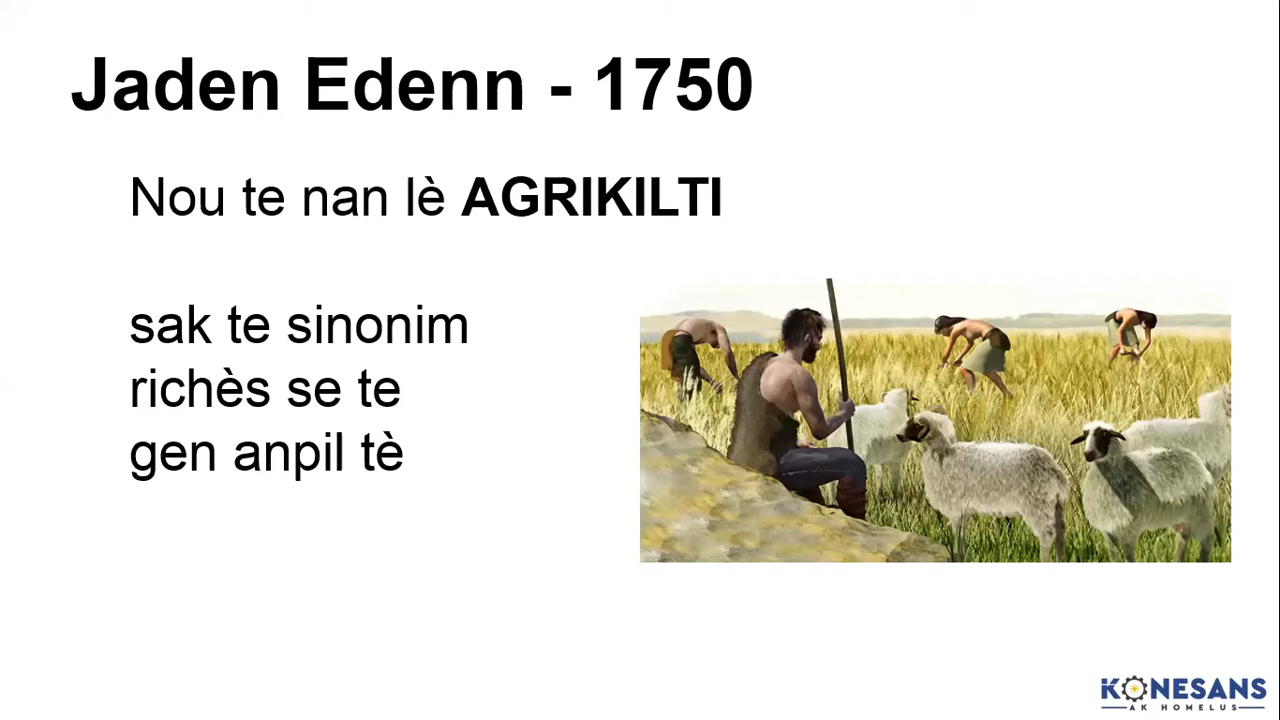 Jaden Edenn - 1750
Nou te nan lè AGRIKILTI
sak te sinonim
richès se te
gen anpil tè
KONESANS
AK HOMELUS